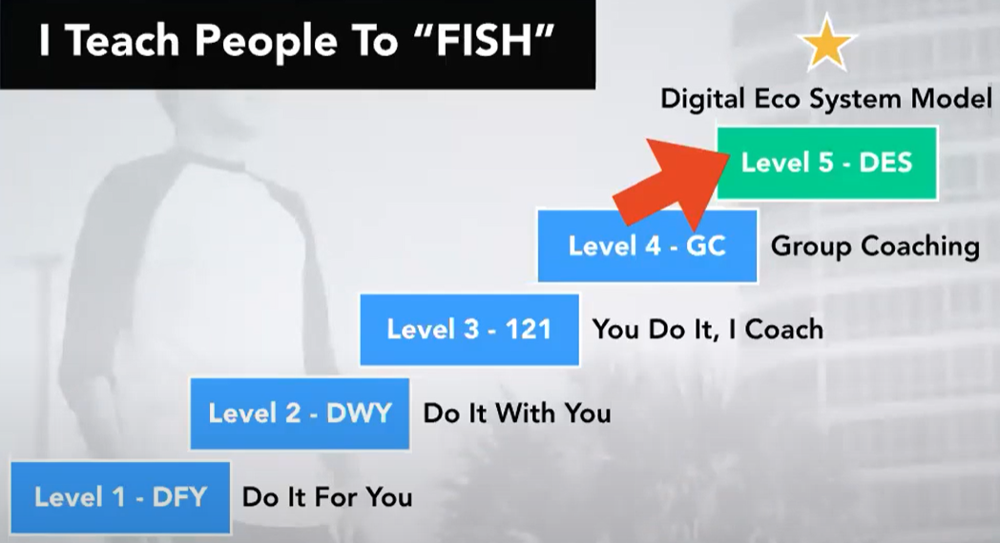 I Teach People To “FISH”
Digital Eco System Model
Level 5 - DES
Level 4 - GC Group Coaching
Level 3 - 121 You Do It, I Coach
Level 2 - DWY Do It With You
Level 1 - DFY Do It For You